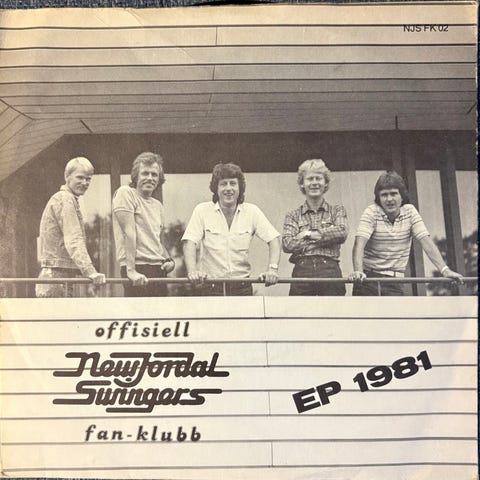 NJS FK 02
offisiell
NewJordal
Swingers
fan-klubb
EP 1981